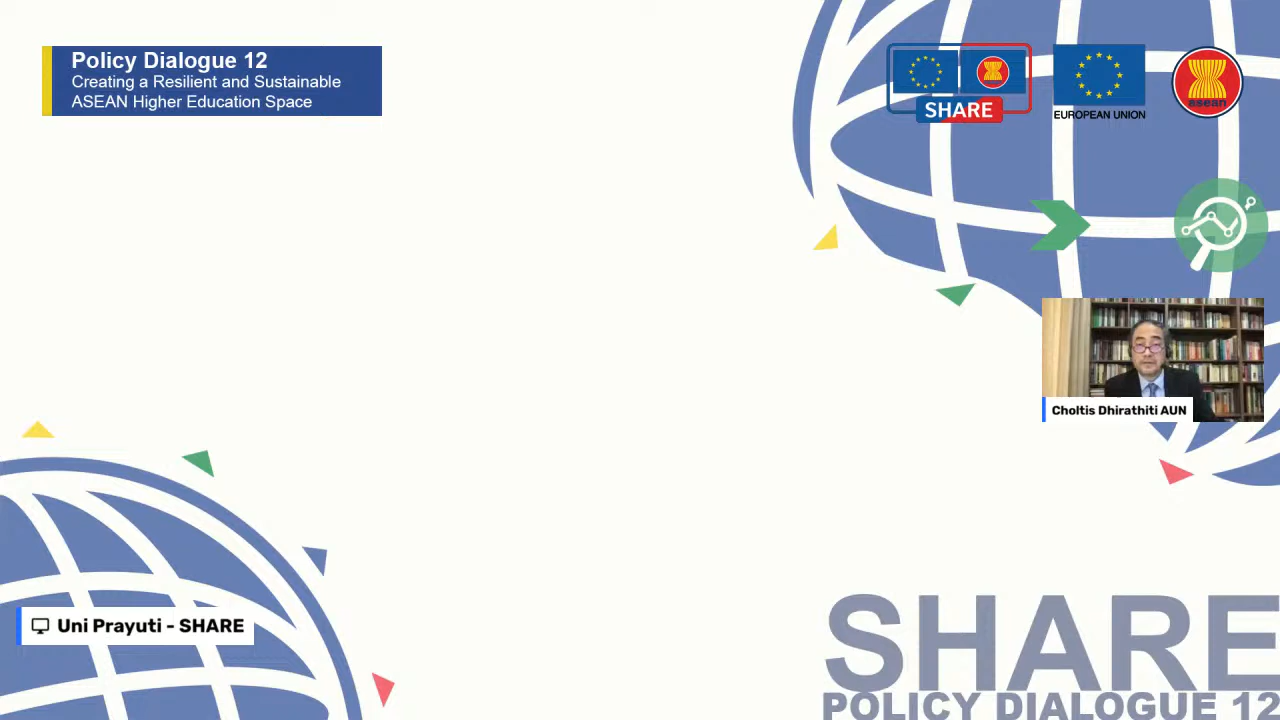 Policy Dialogue 12
Creating a Resilient and Sustainable
ASEAN Higher Education Space
SHARE
EUROPEAN UNION
asean
Choltis Dhirathiti AUN
Uni Prayuti - SHARE
SHARE
POLICY DIALOGUE 12